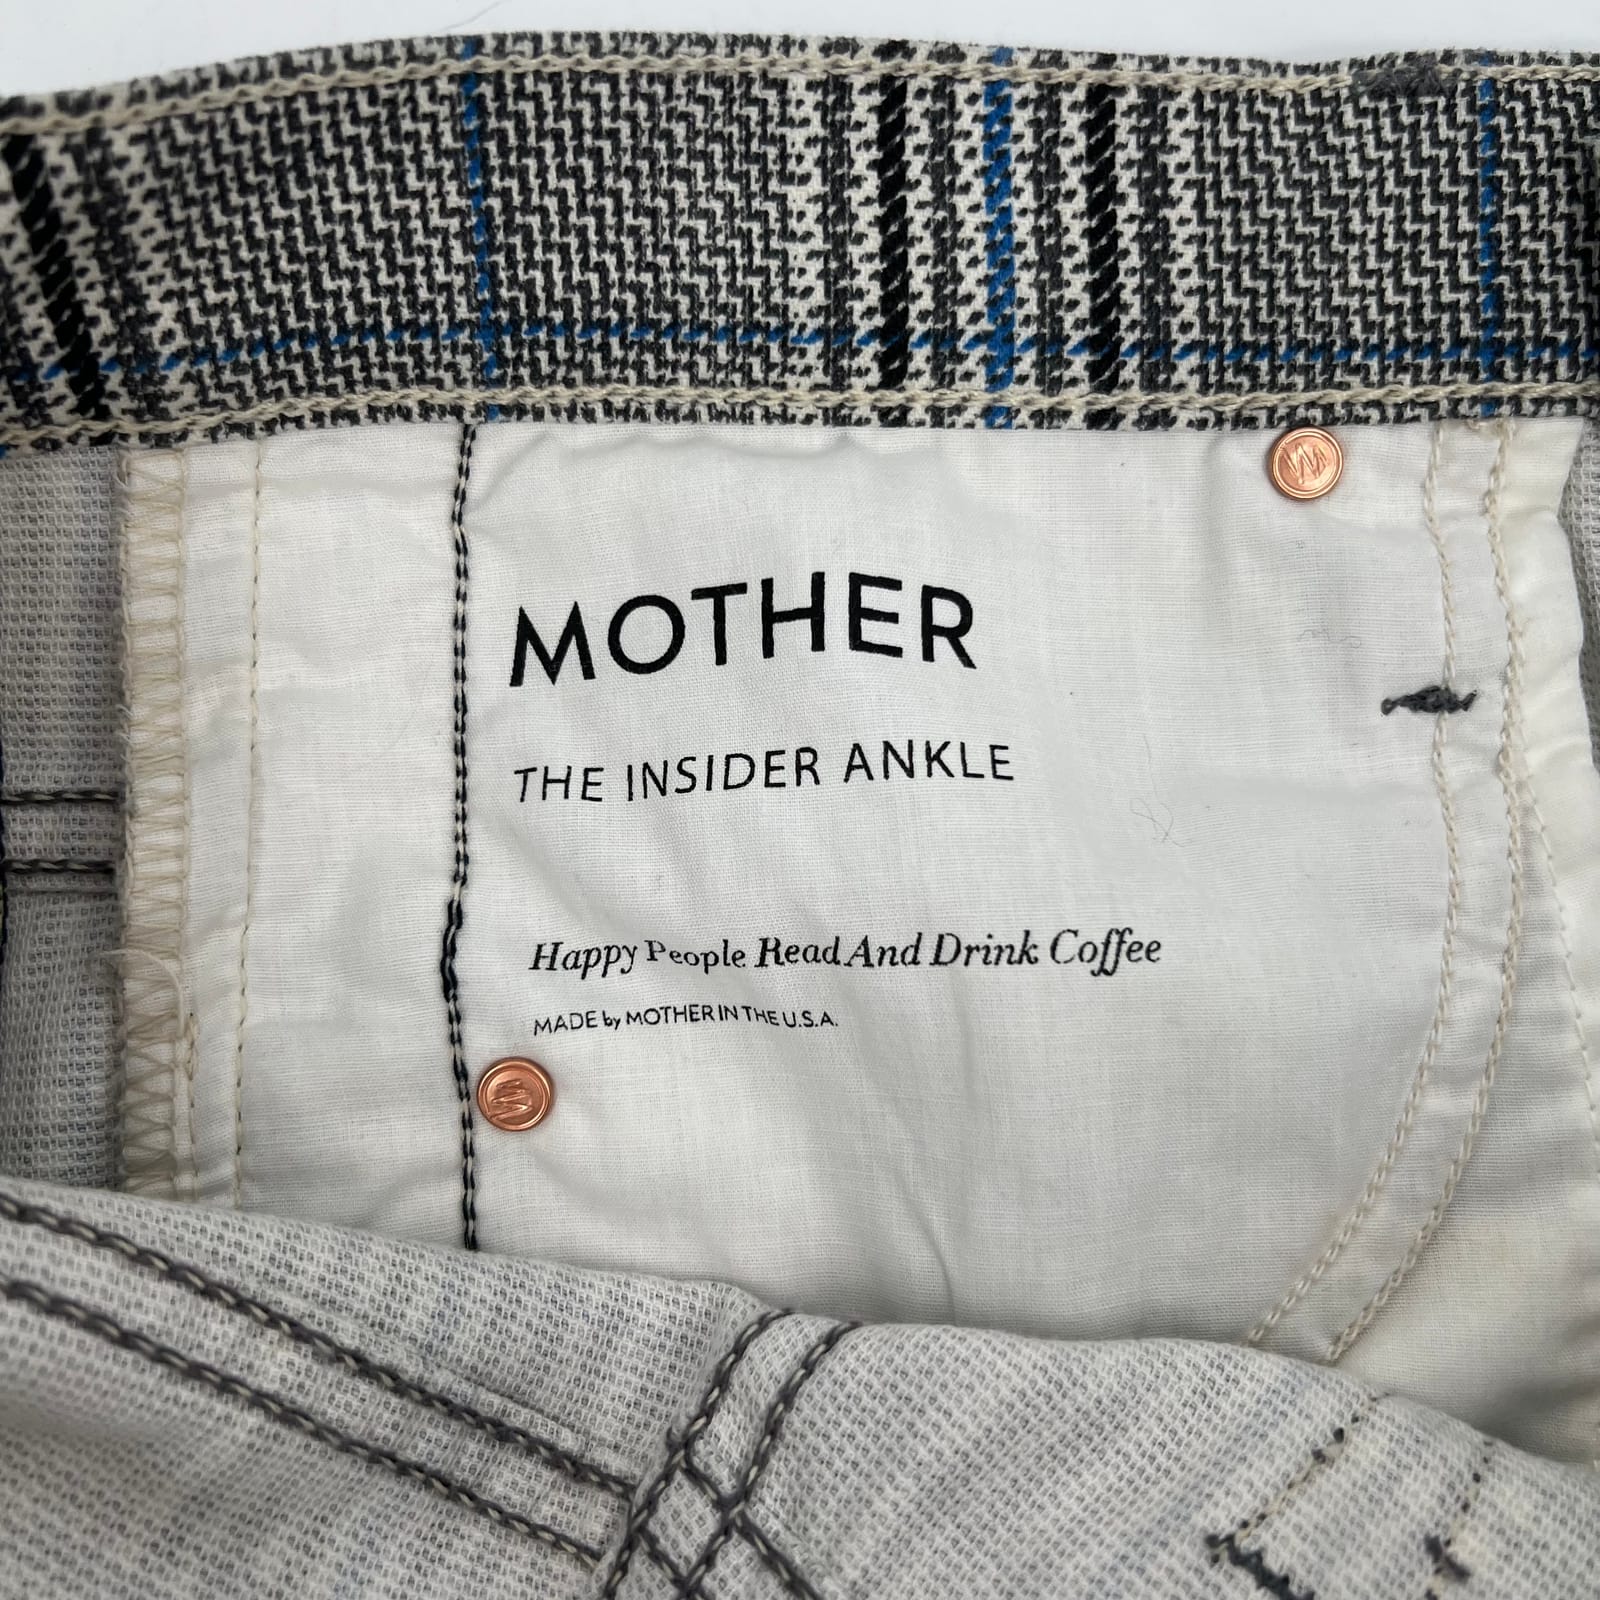 MOTHER
THE INSIDER ANKLE
Happy People Read And Drink Coffee
MADE by MOTHER IN THE U.S.A.